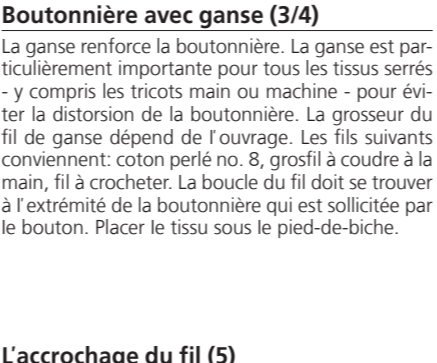 Boutonnière avec ganse (3/4)
La ganse renforce la boutonnière. La ganse est par-
ticulièrement importante pour tous les tissus serrés
- y compris les tricots main ou machine - pour évi-
ter la distorsion de la boutonnière. La grosseur du
fil de ganse dépend de l'ouvrage. Les fils suivants
conviennent: coton perlé no. 8, grosfil à coudre à la
main, fil à crocheter. La boucle du fil doit se trouver
à l'extrémité de la boutonnière qui est sollicitée par
le bouton. Placer le tissu sous le pied-de-biche.
L'accrochage du fil (5)